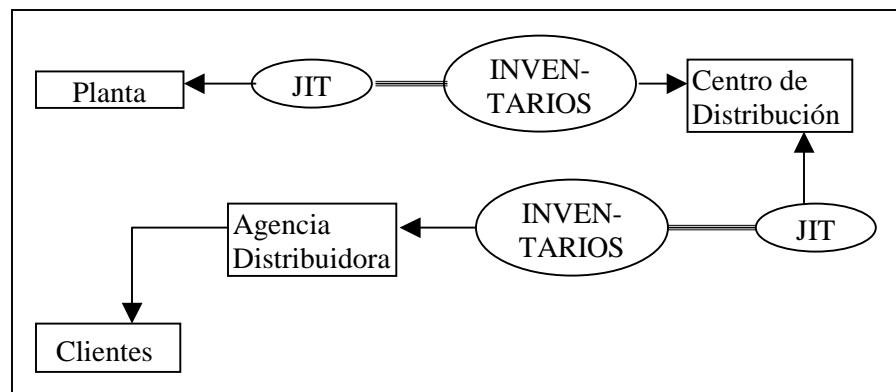 Planta
JIT
INVEN-
TARIOS
Centro de
Distribución
Agencia
Distribuidora
INVEN-
TARIOS
JIT
Clientes